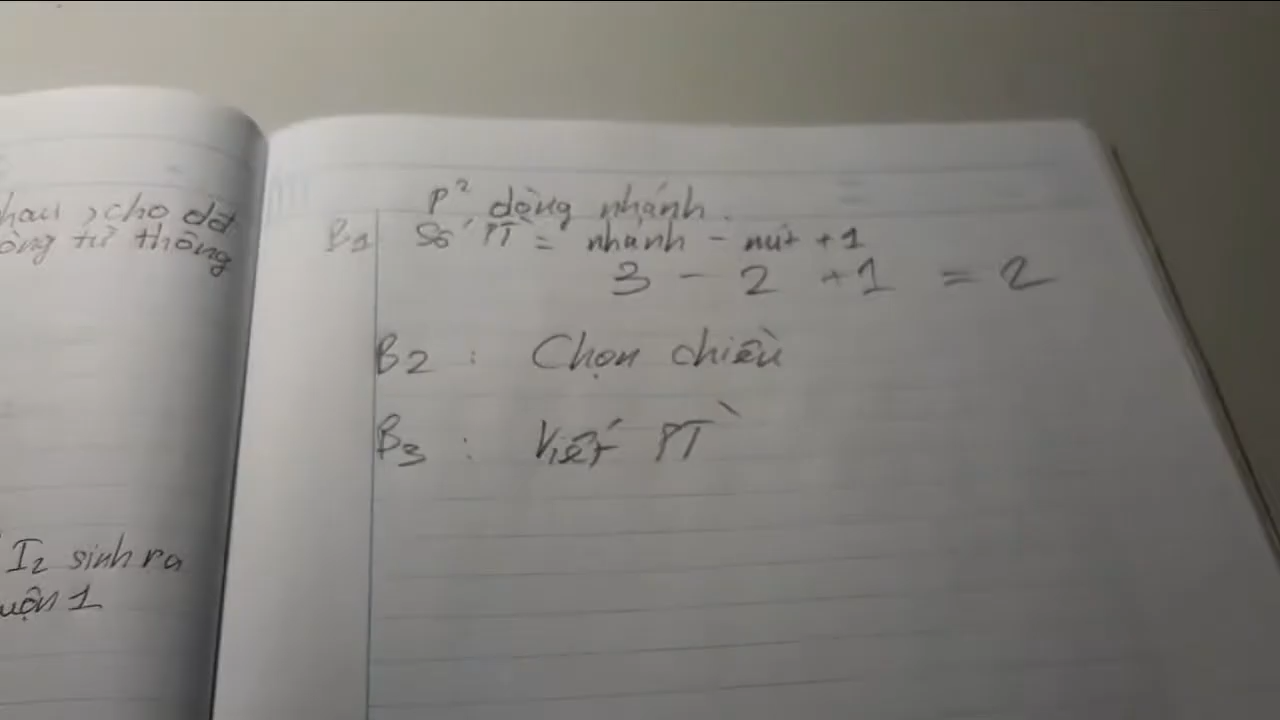 hau, cho dđ
òng từ thông
I2 sinh ra
uộn 1
P² dòng nhánh.
B1 Số PT = nhánh - nút + 1
3 - 2 + 1 = 2
B2 : Chọn chiều
B3 : Viết PT